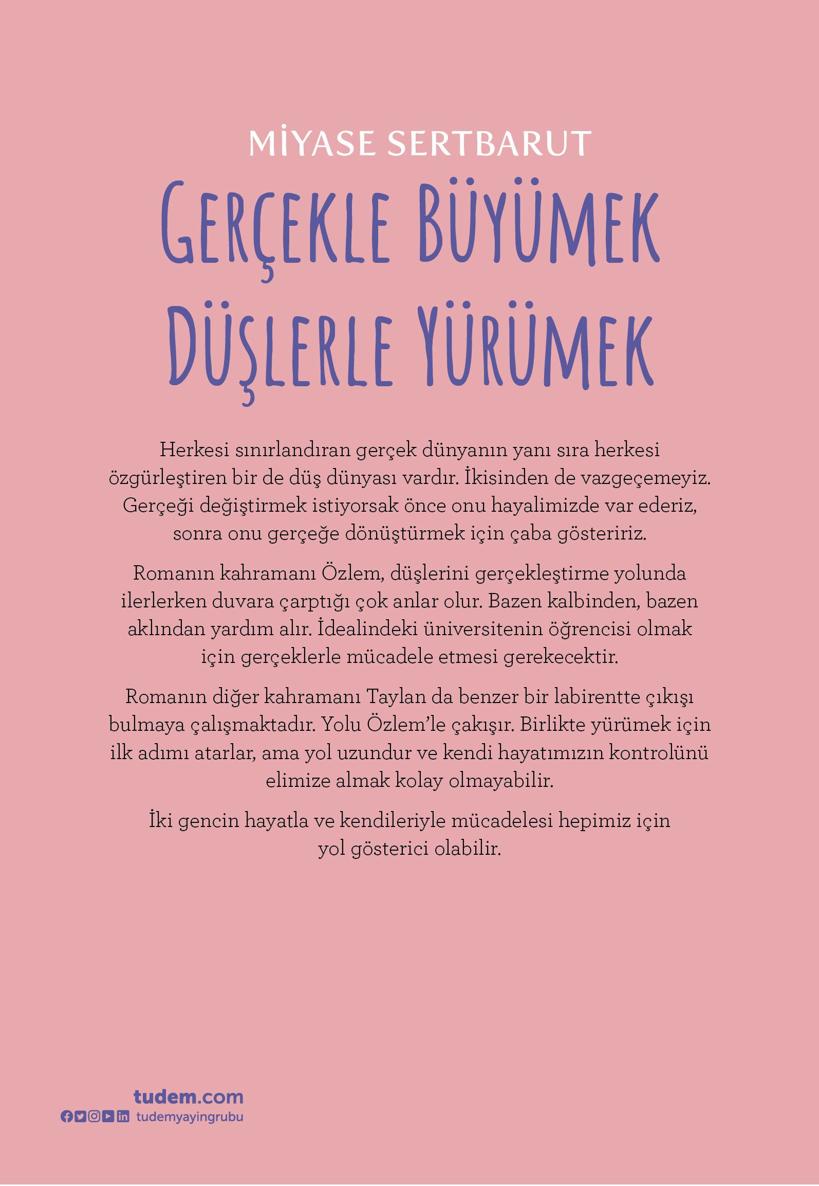 MİYASE SERTBARUT
GERÇEKLE BÜYÜMEK
DÜŞLERLE YÜRÜMEK
Herkesi sınırlandıran gerçek dünyanın yanı sıra herkesi
özgürleştiren bir de düş dünyası vardır. İkisinden de vazgeçemeyiz.
Gerçeği değiştirmek istiyorsak önce onu hayalimizde var ederiz,
sonra onu gerçeğe dönüştürmek için çaba gösteririz.
Romanın kahramanı Özlem, düşlerini gerçekleştirme yolunda
ilerlerken duvara çarptığı çok anlar olur. Bazen kalbinden, bazen
aklından yardım alır. İdealindeki üniversitenin öğrencisi olmak
için gerçeklerle mücadele etmesi gerekecektir.
Romanın diğer kahramanı Taylan da benzer bir labirentte çıkışı
bulmaya çalışmaktadır. Yolu Özlem’le çakışır. Birlikte yürümek için
ilk adımı atarlar, ama yol uzundur ve kendi hayatımızın kontrolünü
elimize almak kolay olmayabilir.
İki gencin hayatla ve kendileriyle mücadelesi hepimiz için
yol gösterici olabilir.
tudem.com
tudemyayingrubu